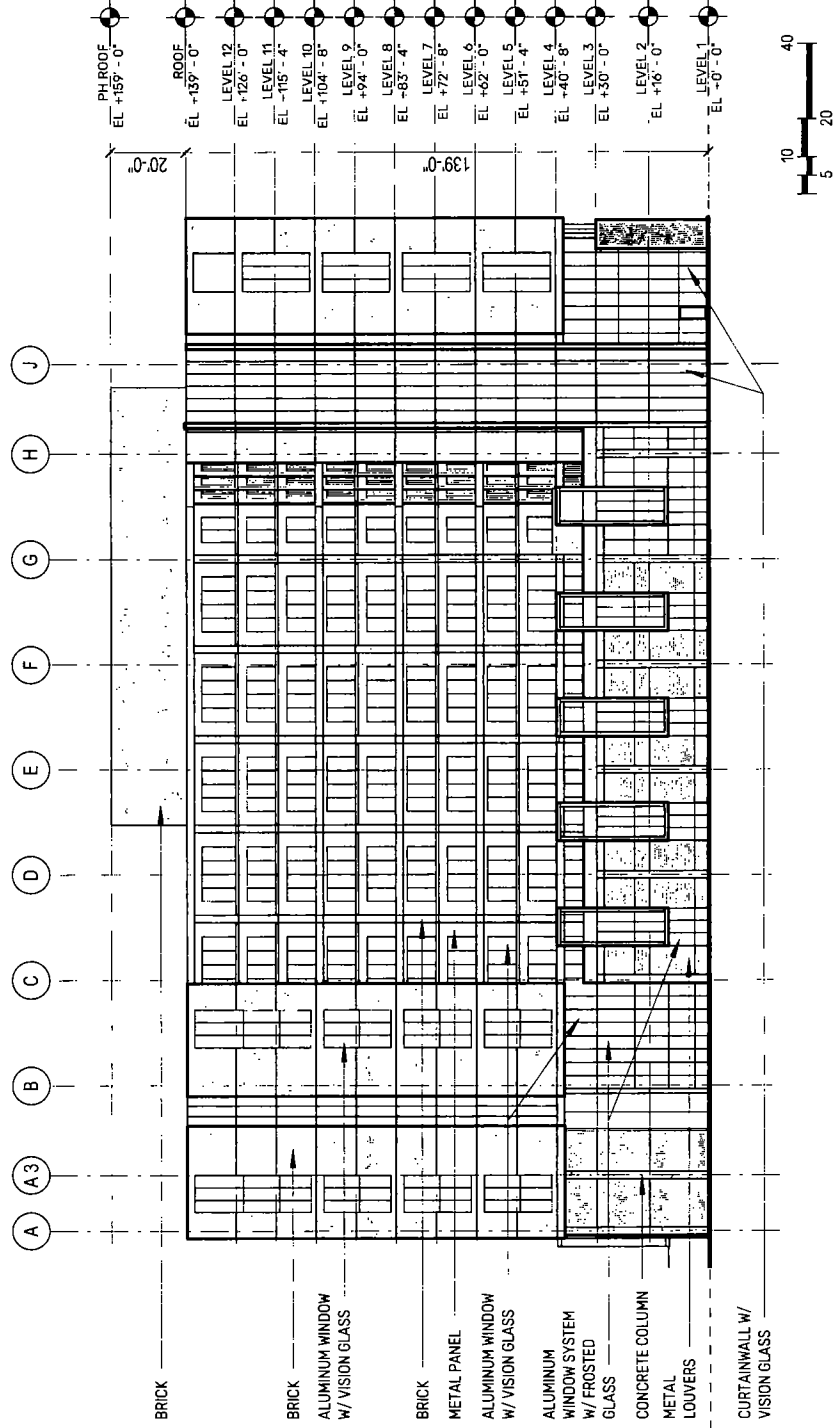 PH ROOF
EL +159' - 0"
ROOF
EL +139' - 0"
LEVEL 12
EL +126' - 0"
LEVEL 11
EL +115' - 4"
LEVEL 10
EL +104' - 8"
LEVEL 9
EL +94' - 0"
LEVEL 8
EL +83' - 4"
LEVEL 7
EL +72' - 8"
LEVEL 6
EL +62' - 0"
LEVEL 5
EL +51' - 4"
LEVEL 4
EL +40' - 8"
LEVEL 3
EL +30' - 0"
LEVEL 2
EL +16' - 0"
LEVEL 1
EL +0' - 0"
20'-0"
139'-0"
A
A3
B
C
D
E
F
G
H
J
BRICK
BRICK
ALUMINUM WINDOW
W/ VISION GLASS
BRICK
METAL PANEL
ALUMINUM WINDOW
W/ VISION GLASS
ALUMINUM
WINDOW SYSTEM
W/ FROSTED
GLASS
CONCRETE COLUMN
METAL
LOUVERS
CURTAINWALL W/
VISION GLASS
5
10
20
40